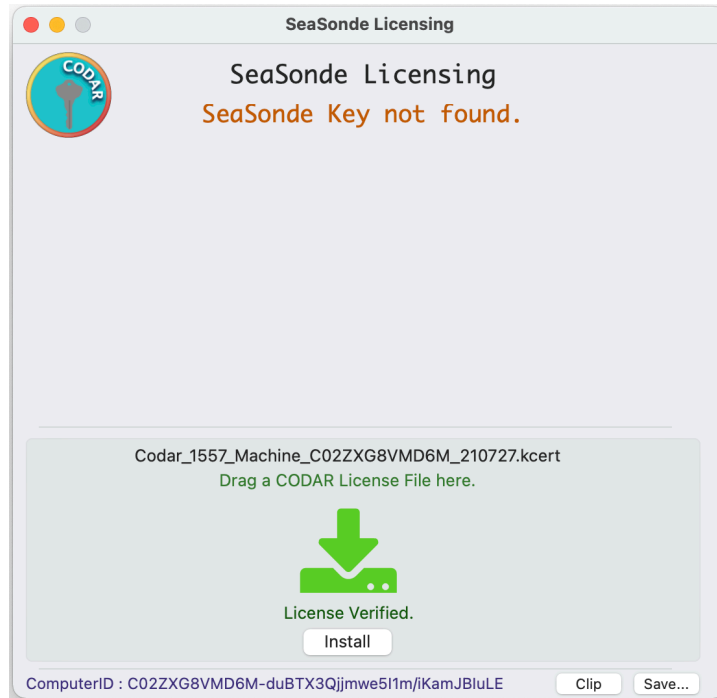 SeaSonde Licensing
CODAR
SeaSonde Licensing
SeaSonde Key not found.
Codar_1557_Machine_C02ZXG8VMD6M_210727.kcert
Drag a CODAR License File here.
License Verified.
Install
ComputerID : C02ZXG8VMD6M-duBTX3Qjjmwe5I1m/iKamJBIuLE
Clip
Save...